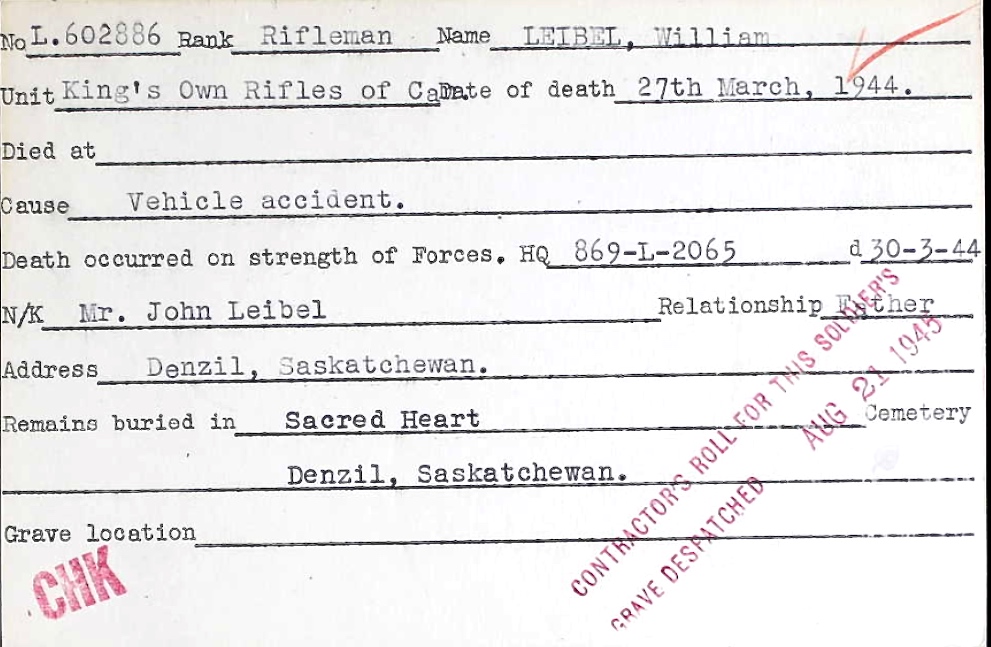 No L.602886 Rank Rifleman Name LEIBEL, William
Unit King's Own Rifles of Can. Date of death 27th March, 1944.
Died at
Cause Vehicle accident.
Death occurred on strength of Forces. HQ 869-L-2065 d 30-3-44
N/K Mr. John Leibel Relationship Father
Address Denzil, Saskatchewan.
Remains buried in Sacred Heart Cemetery
Denzil, Saskatchewan.
Grave location
CHK
CONTRACTOR'S ROLL FOR THIS SOLDIER'S
GRAVE DESPATCHED AUG 21 1945